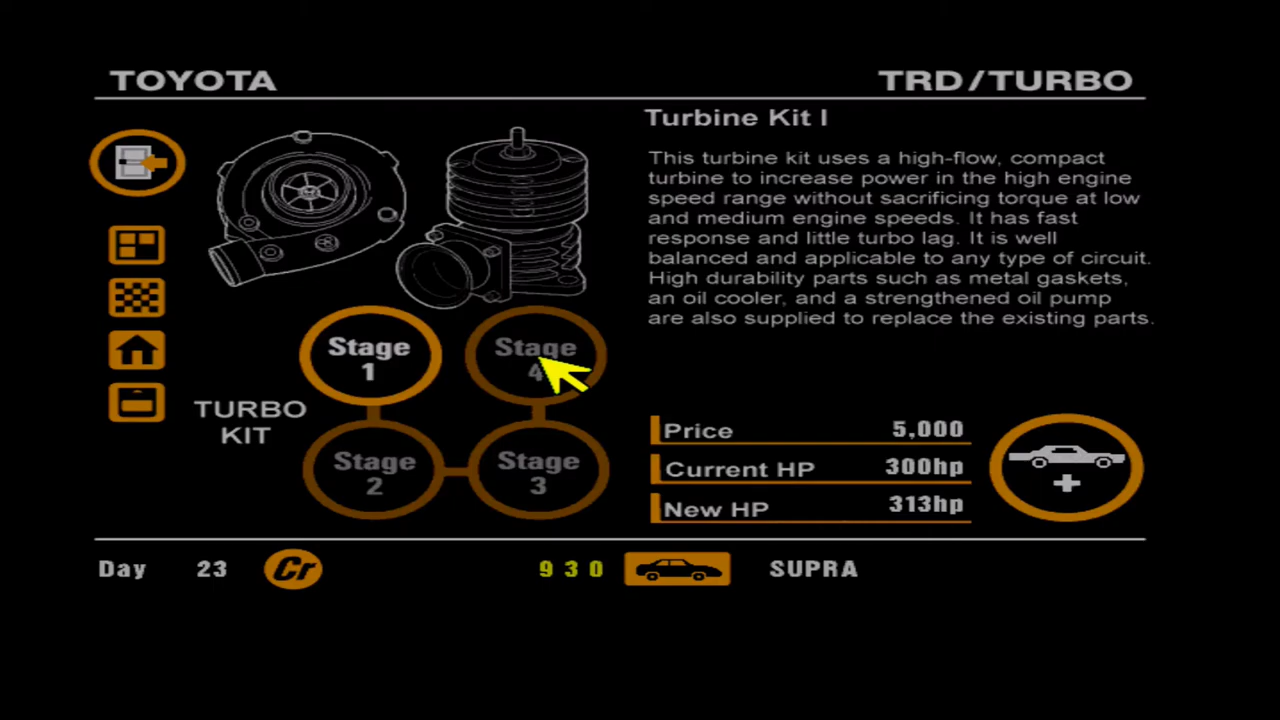 TOYOTA
TRD/TURBO
Turbine Kit I
This turbine kit uses a high-flow, compact
turbine to increase power in the high engine
speed range without sacrificing torque at low
and medium engine speeds. It has fast
response and little turbo lag. It is well
balanced and applicable to any type of circuit.
High durability parts such as metal gaskets,
an oil cooler, and a strengthened oil pump
are also supplied to replace the existing parts.
Stage
1
Stage
4
TURBO
KIT
Stage
2
Stage
3
Price 5,000
Current HP 300hp
New HP 313hp
Day 23 Cr 930 SUPRA